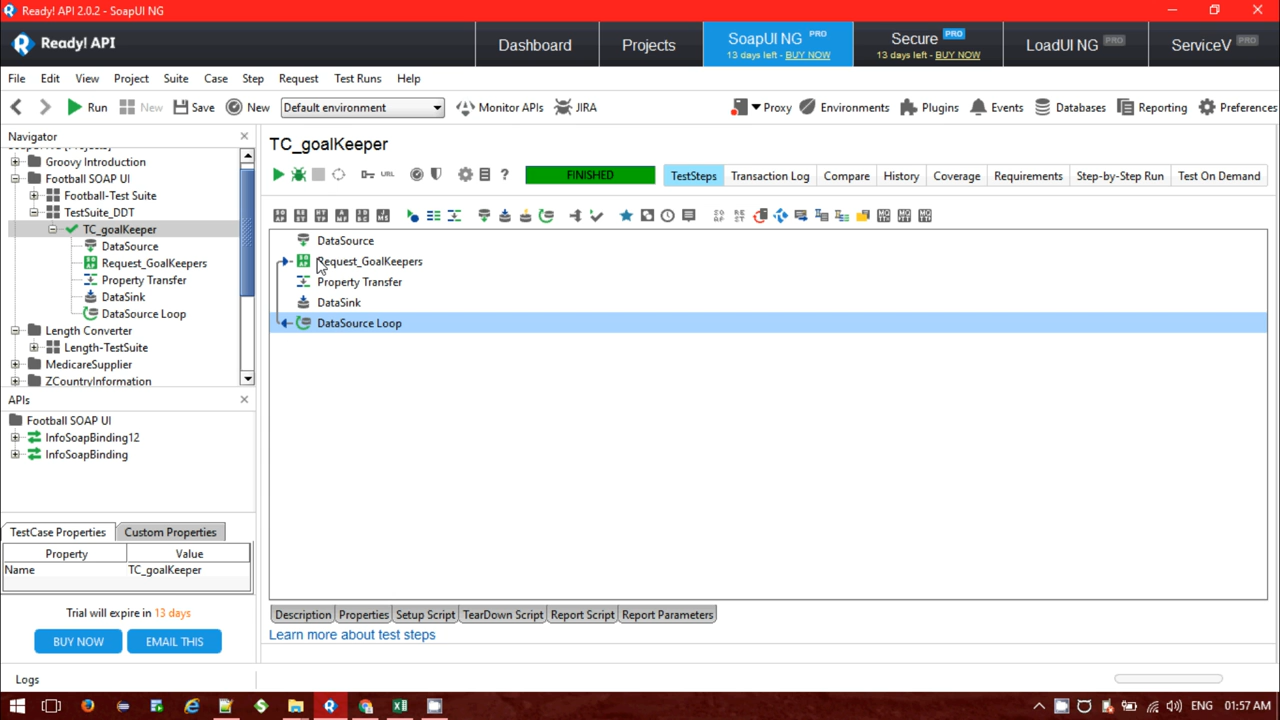 Ready! API 2.0.2 - SoapUI NG
Ready! API
Dashboard
Projects
SoapUI NG PRO
13 days left - BUY NOW
Secure PRO
13 days left - BUY NOW
LoadUI NG PRO
ServiceV PRO
File Edit View Project Suite Case Step Request Test Runs Help
Run New Save New Default environment Monitor APIs JIRA Proxy Environments Plugins Events Databases Reporting Preferences
Navigator
Groovy Introduction
Football SOAP UI
Football-Test Suite
TestSuite_DDT
TC_goalKeeper
DataSource
Request_GoalKeepers
Property Transfer
DataSink
DataSource Loop
Length Converter
Length-TestSuite
MedicareSupplier
ZCountryInformation
APIs
Football SOAP UI
InfoSoapBinding12
InfoSoapBinding
TestCase Properties Custom Properties
Property Value
Name TC_goalKeeper
Trial will expire in 13 days
BUY NOW EMAIL THIS
TC_goalKeeper
URL
FINISHED
TestSteps Transaction Log Compare History Coverage Requirements Step-by-Step Run Test On Demand
DataSource
Request_GoalKeepers
Property Transfer
DataSink
DataSource Loop
Description Properties Setup Script TearDown Script Report Script Report Parameters
Learn more about test steps
Logs
ENG 01:57 AM